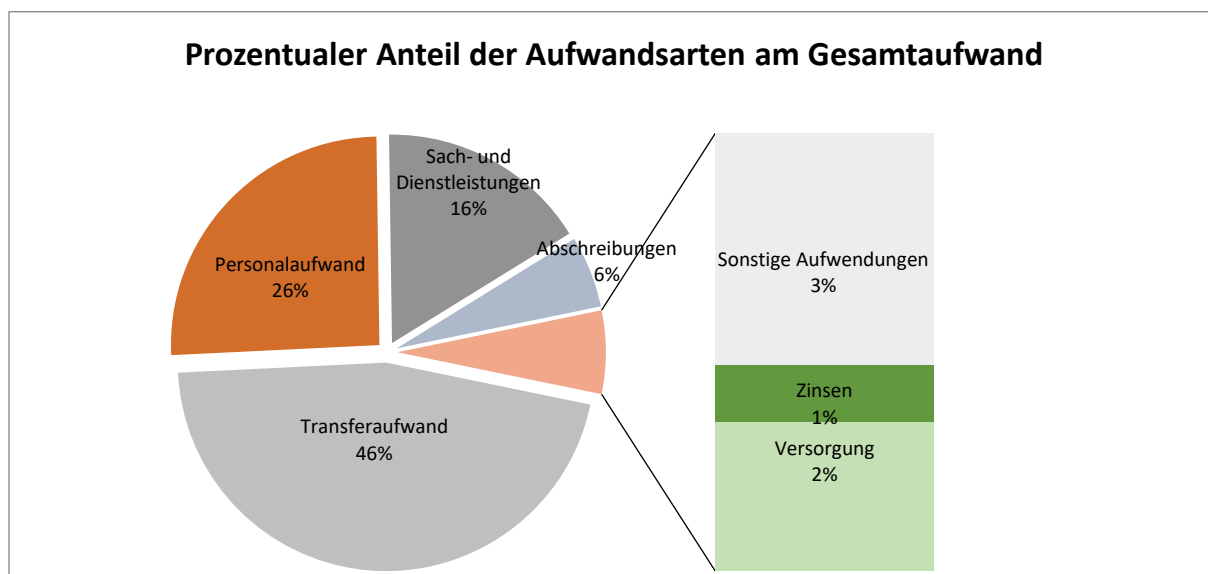 Prozentualer Anteil der Aufwandsarten am Gesamtaufwand
Sach- und
Dienstleistungen
16%
Abschreibungen
6%
Personalaufwand
26%
Transferaufwand
46%
Sonstige Aufwendungen
3%
Zinsen
1%
Versorgung
2%